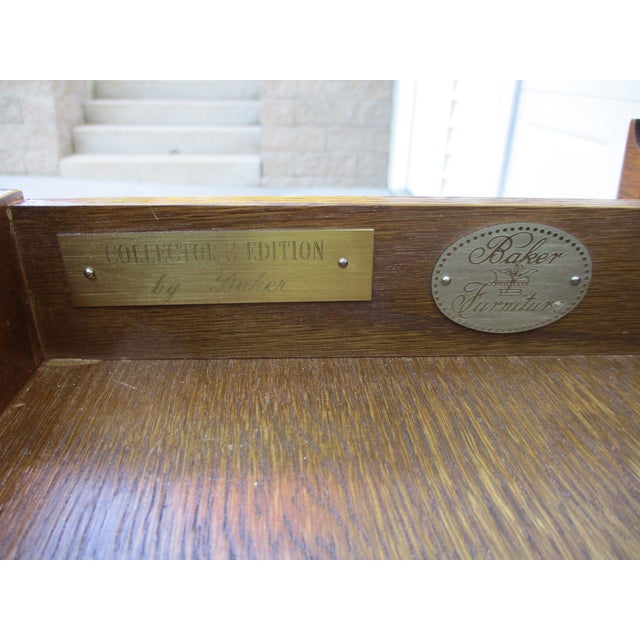 COLLECTOR'S EDITION
by Baker
Baker
Furniture